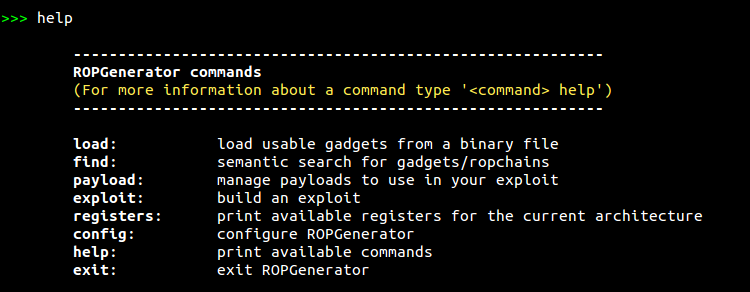 >>> help
------------------------------------------------------------
ROPGenerator commands
(For more information about a command type '<command> help')
------------------------------------------------------------
load: load usable gadgets from a binary file
find: semantic search for gadgets/ropchains
payload: manage payloads to use in your exploit
exploit: build an exploit
registers: print available registers for the current architecture
config: configure ROPGenerator
help: print available commands
exit: exit ROPGenerator